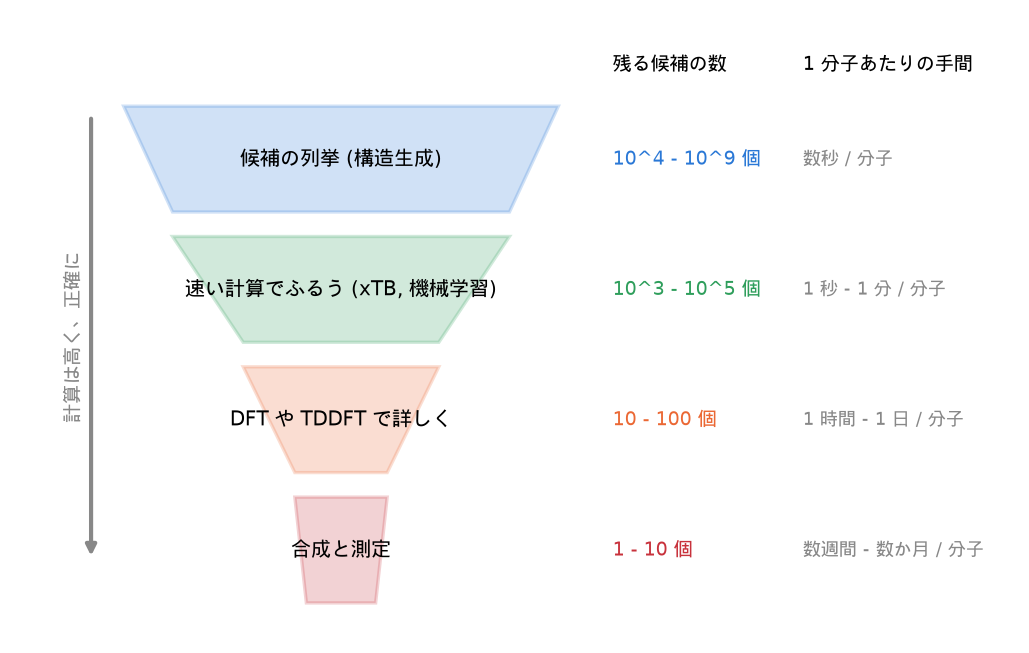 残る候補の数
1 分子あたりの手間
候補の列挙 (構造生成)
10^4 - 10^9 個
数秒 / 分子
速い計算でふるう (xTB, 機械学習)
10^3 - 10^5 個
1 秒 - 1 分 / 分子
DFT や TDDFT で詳しく
10 - 100 個
1 時間 - 1 日 / 分子
合成と測定
1 - 10 個
数週間 - 数か月 / 分子
計算は高く、正確に